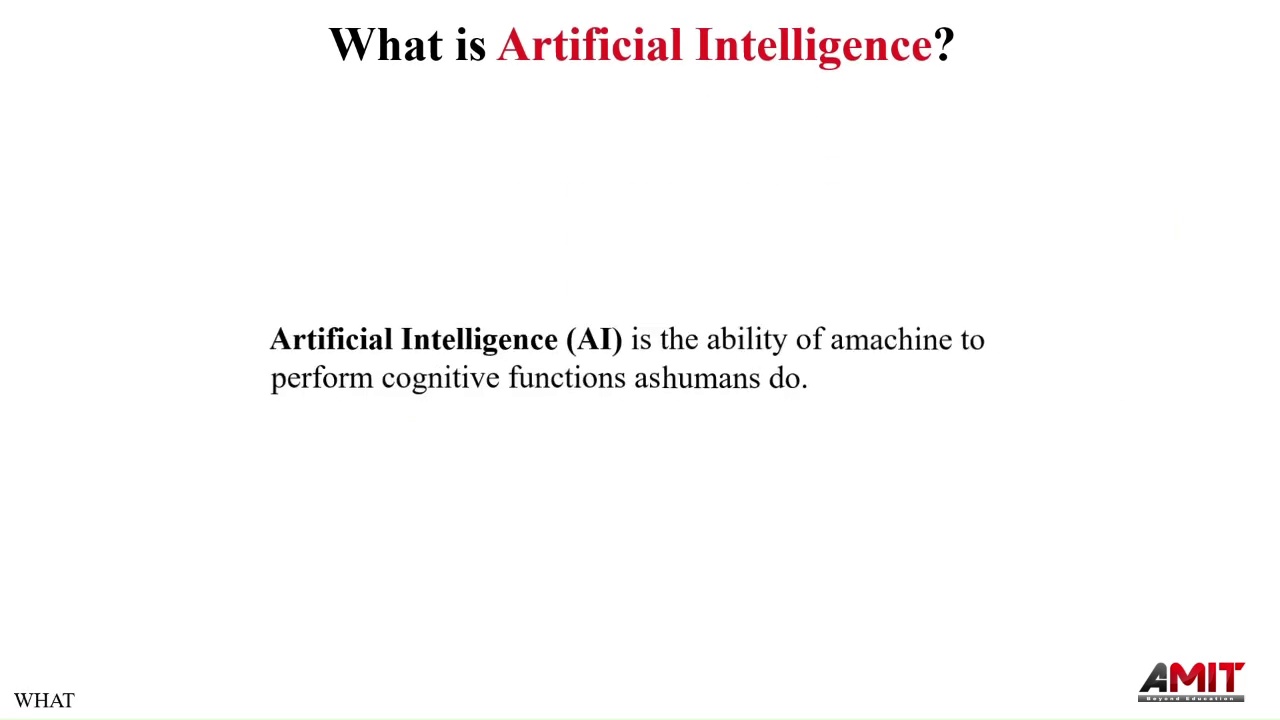 What is Artificial Intelligence?
Artificial Intelligence (AI) is the ability of amachine to
perform cognitive functions ashumans do.
WHAT
AMIT
Beyond Education